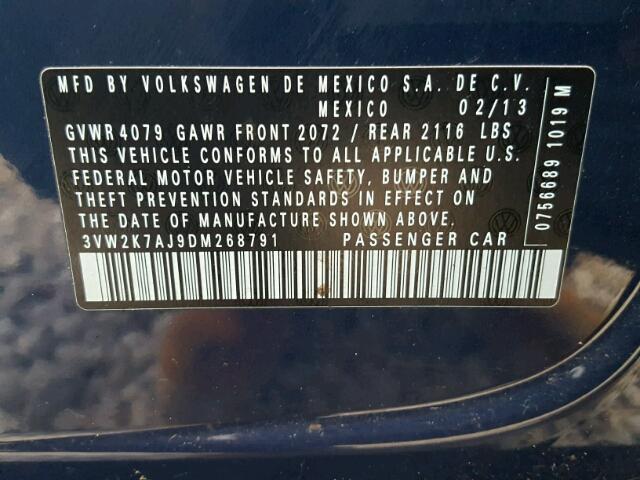 MFD BY VOLKSWAGEN DE MEXICO S.A. DE C.V.
MEXICO 02/13
GVWR 4079 GAWR FRONT 2072 / REAR 2116 LBS
THIS VEHICLE CONFORMS TO ALL APPLICABLE U.S.
FEDERAL MOTOR VEHICLE SAFETY, BUMPER AND
THEFT PREVENTION STANDARDS IN EFFECT ON
THE DATE OF MANUFACTURE SHOWN ABOVE.
3VW2K7AJ9DM268791 PASSENGER CAR
0756689 1019 M